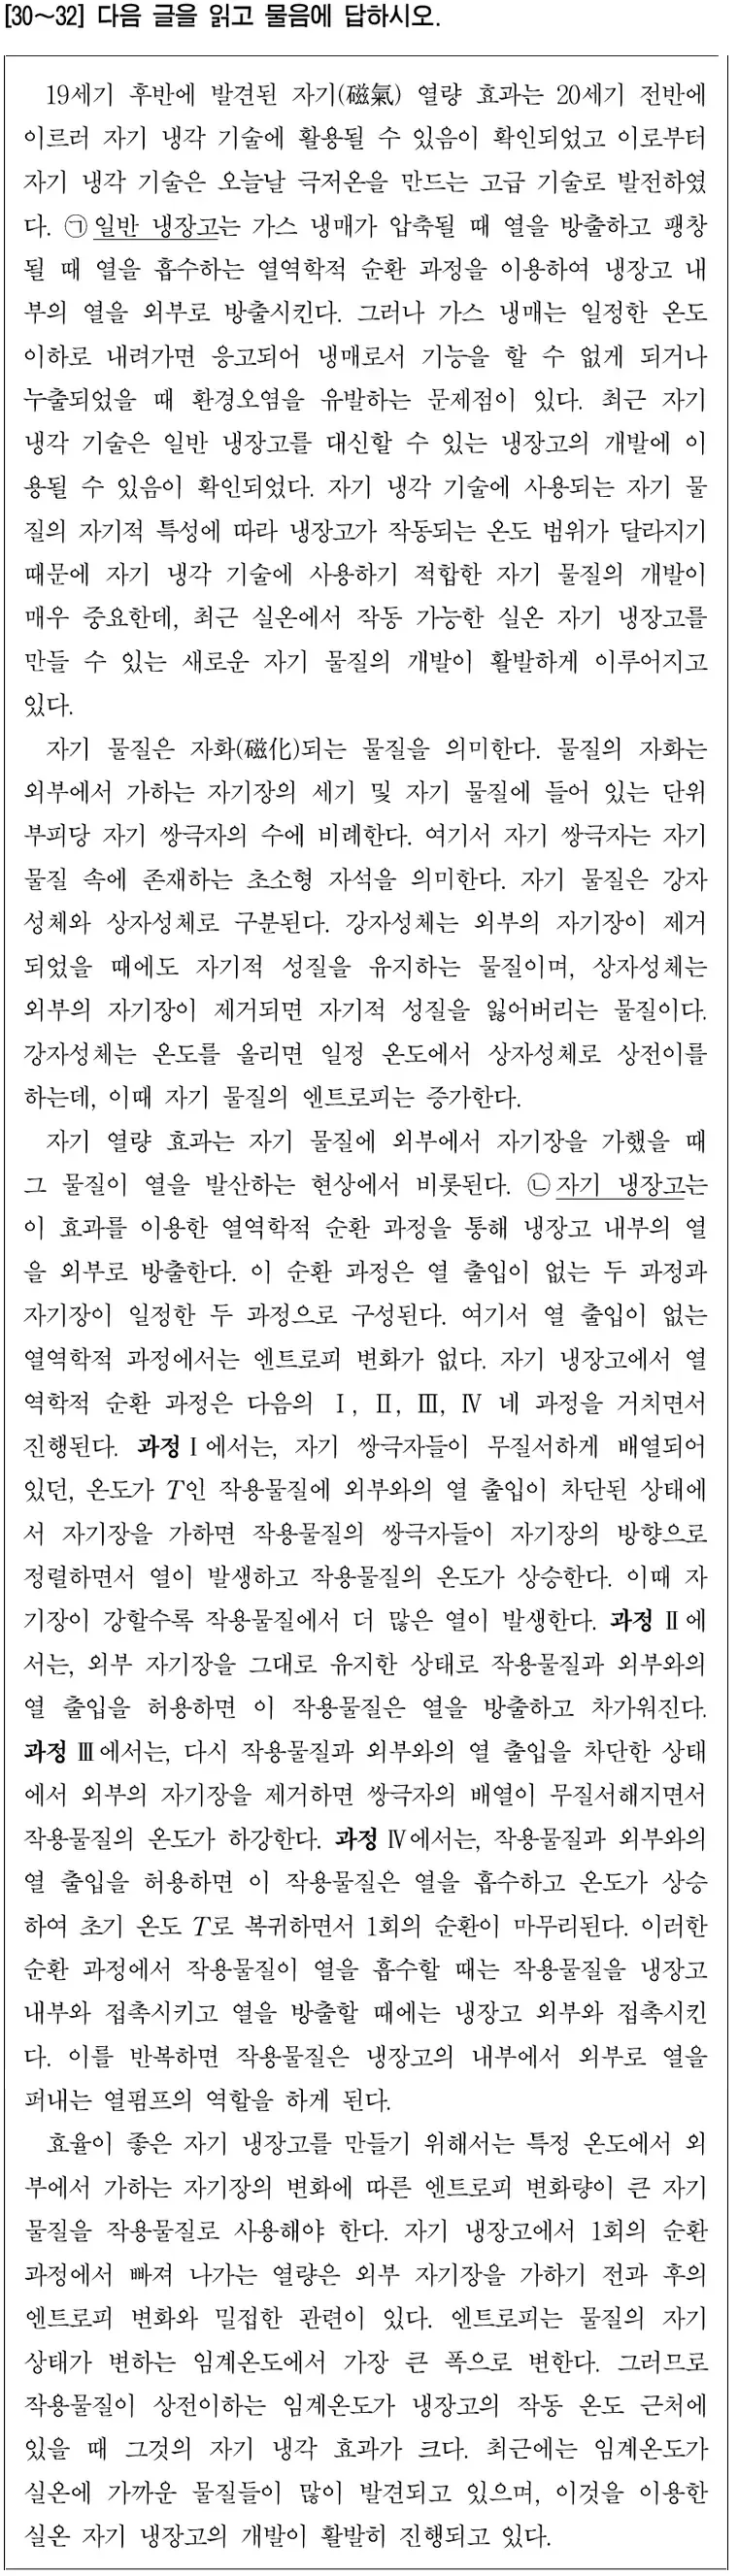 [30~32] 다음 글을 읽고 물음에 답하시오.
19세기 후반에 발견된 자기(磁氣) 열량 효과는 20세기 전반에
이르러 자기 냉각 기술에 활용될 수 있음이 확인되었고 이로부터
자기 냉각 기술은 오늘날 극저온을 만드는 고급 기술로 발전하였
다. ㉠일반 냉장고는 가스 냉매가 압축될 때 열을 방출하고 팽창
될 때 열을 흡수하는 열역학적 순환 과정을 이용하여 냉장고 내
부의 열을 외부로 방출시킨다. 그러나 가스 냉매는 일정한 온도
이하로 내려가면 응고되어 냉매로서 기능을 할 수 없게 되거나
누출되었을 때 환경오염을 유발하는 문제점이 있다. 최근 자기
냉각 기술은 일반 냉장고를 대신할 수 있는 냉장고의 개발에 이
용될 수 있음이 확인되었다. 자기 냉각 기술에 사용되는 자기 물
질의 자기적 특성에 따라 냉장고가 작동되는 온도 범위가 달라지기
때문에 자기 냉각 기술에 사용하기 적합한 자기 물질의 개발이
매우 중요한데, 최근 실온에서 작동 가능한 실온 자기 냉장고를
만들 수 있는 새로운 자기 물질의 개발이 활발하게 이루어지고
있다.
자기 물질은 자화(磁化)되는 물질을 의미한다. 물질의 자화는
외부에서 가하는 자기장의 세기 및 자기 물질에 들어 있는 단위
부피당 자기 쌍극자의 수에 비례한다. 여기서 자기 쌍극자는 자기
물질 속에 존재하는 초소형 자석을 의미한다. 자기 물질은 강자
성체와 상자성체로 구분된다. 강자성체는 외부의 자기장이 제거
되었을 때에도 자기적 성질을 유지하는 물질이며, 상자성체는
외부의 자기장이 제거되면 자기적 성질을 잃어버리는 물질이다.
강자성체는 온도를 올리면 일정 온도에서 상자성체로 상전이를
하는데, 이때 자기 물질의 엔트로피는 증가한다.
자기 열량 효과는 자기 물질에 외부에서 자기장을 가했을 때
그 물질이 열을 발산하는 현상에서 비롯된다. ㉡자기 냉장고는
이 효과를 이용한 열역학적 순환 과정을 통해 냉장고 내부의 열
을 외부로 방출한다. 이 순환 과정은 열 출입이 없는 두 과정과
자기장이 일정한 두 과정으로 구성된다. 여기서 열 출입이 없는
열역학적 과정에서는 엔트로피 변화가 없다. 자기 냉장고에서 열
역학적 순환 과정은 다음의 Ⅰ, Ⅱ, Ⅲ, Ⅳ 네 과정을 거치면서
진행된다. 과정Ⅰ에서는, 자기 쌍극자들이 무질서하게 배열되어
있던, 온도가 T인 작용물질에 외부와의 열 출입이 차단된 상태에
서 자기장을 가하면 작용물질의 쌍극자들이 자기장의 방향으로
정렬하면서 열이 발생하고 작용물질의 온도가 상승한다. 이때 자
기장이 강할수록 작용물질에서 더 많은 열이 발생한다. 과정 Ⅱ에
서는, 외부 자기장을 그대로 유지한 상태로 작용물질과 외부와의
열 출입을 허용하면 이 작용물질은 열을 방출하고 차가워진다.
과정 Ⅲ에서는, 다시 작용물질과 외부와의 열 출입을 차단한 상태
에서 외부의 자기장을 제거하면 쌍극자의 배열이 무질서해지면서
작용물질의 온도가 하강한다. 과정 Ⅳ에서는, 작용물질과 외부와의
열 출입을 허용하면 이 작용물질은 열을 흡수하고 온도가 상승
하여 초기 온도 T로 복귀하면서 1회의 순환이 마무리된다. 이러한
순환 과정에서 작용물질이 열을 흡수할 때는 작용물질을 냉장고
내부와 접촉시키고 열을 방출할 때에는 냉장고 외부와 접촉시킨
다. 이를 반복하면 작용물질은 냉장고의 내부에서 외부로 열을
퍼내는 열펌프의 역할을 하게 된다.
효율이 좋은 자기 냉장고를 만들기 위해서는 특정 온도에서 외
부에서 가하는 자기장의 변화에 따른 엔트로피 변화량이 큰 자기
물질을 작용물질로 사용해야 한다. 자기 냉장고에서 1회의 순환
과정에서 빠져 나가는 열량은 외부 자기장을 가하기 전과 후의
엔트로피 변화와 밀접한 관련이 있다. 엔트로피는 물질의 자기
상태가 변하는 임계온도에서 가장 큰 폭으로 변한다. 그러므로
작용물질이 상전이하는 임계온도가 냉장고의 작동 온도 근처에
있을 때 그것의 자기 냉각 효과가 크다. 최근에는 임계온도가
실온에 가까운 물질들이 많이 발견되고 있으며, 이것을 이용한
실온 자기 냉장고의 개발이 활발히 진행되고 있다.